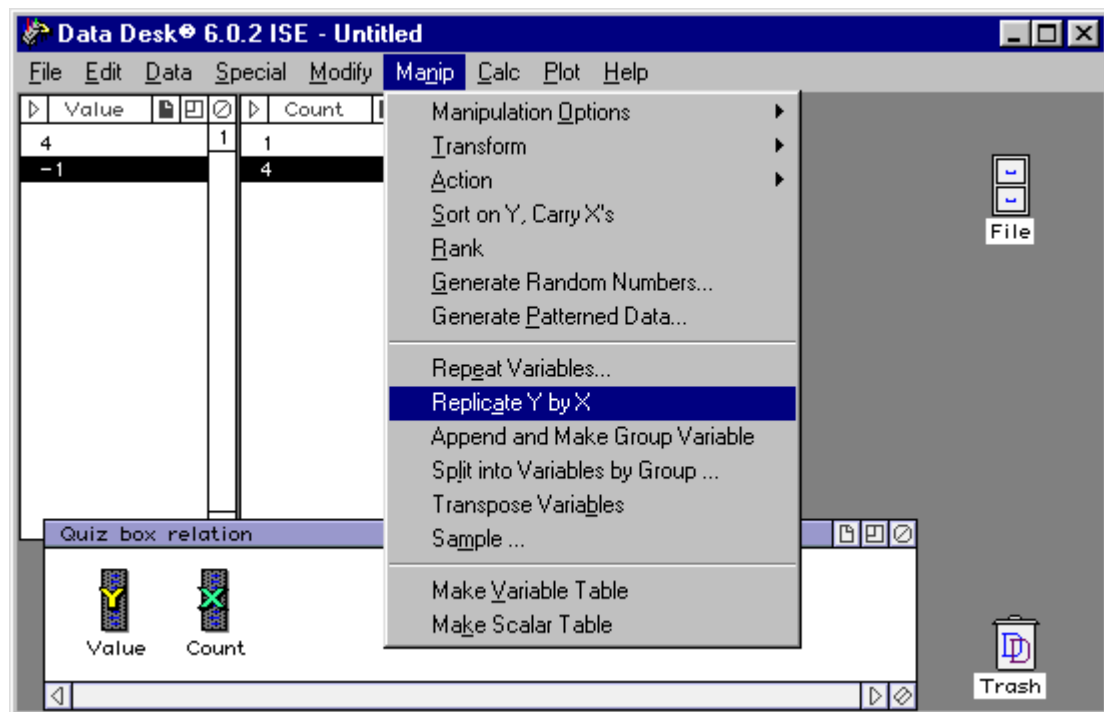 Data Desk® 6.0.2 ISE - Untitled
File Edit Data Special Modify Manip Calc Plot Help
Value Count
4 1 1
-1 4
Manipulation Options
Transform
Action
Sort on Y, Carry X's
Rank
Generate Random Numbers...
Generate Patterned Data...
Repeat Variables...
Replicate Y by X
Append and Make Group Variable
Split into Variables by Group ...
Transpose Variables
Sample ...
Make Variable Table
Make Scalar Table
File
Quiz box relation
Y X
Value Count
D D
Trash